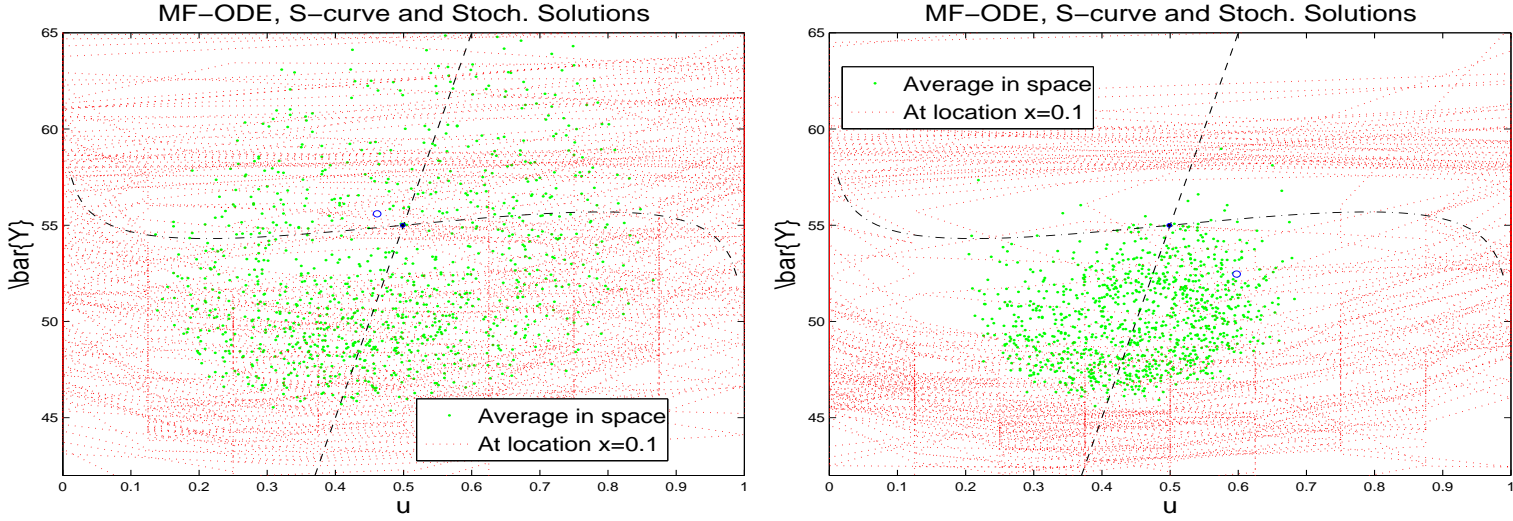 MF−ODE, S−curve and Stoch. Solutions
65
60
55
50
45
\bar{Y}
Average in space
At location x=0.1
0 0.1 0.2 0.3 0.4 0.5 0.6 0.7 0.8 0.9 1
u
MF−ODE, S−curve and Stoch. Solutions
65
60
55
50
45
\bar{Y}
Average in space
At location x=0.1
0 0.1 0.2 0.3 0.4 0.5 0.6 0.7 0.8 0.9 1
u